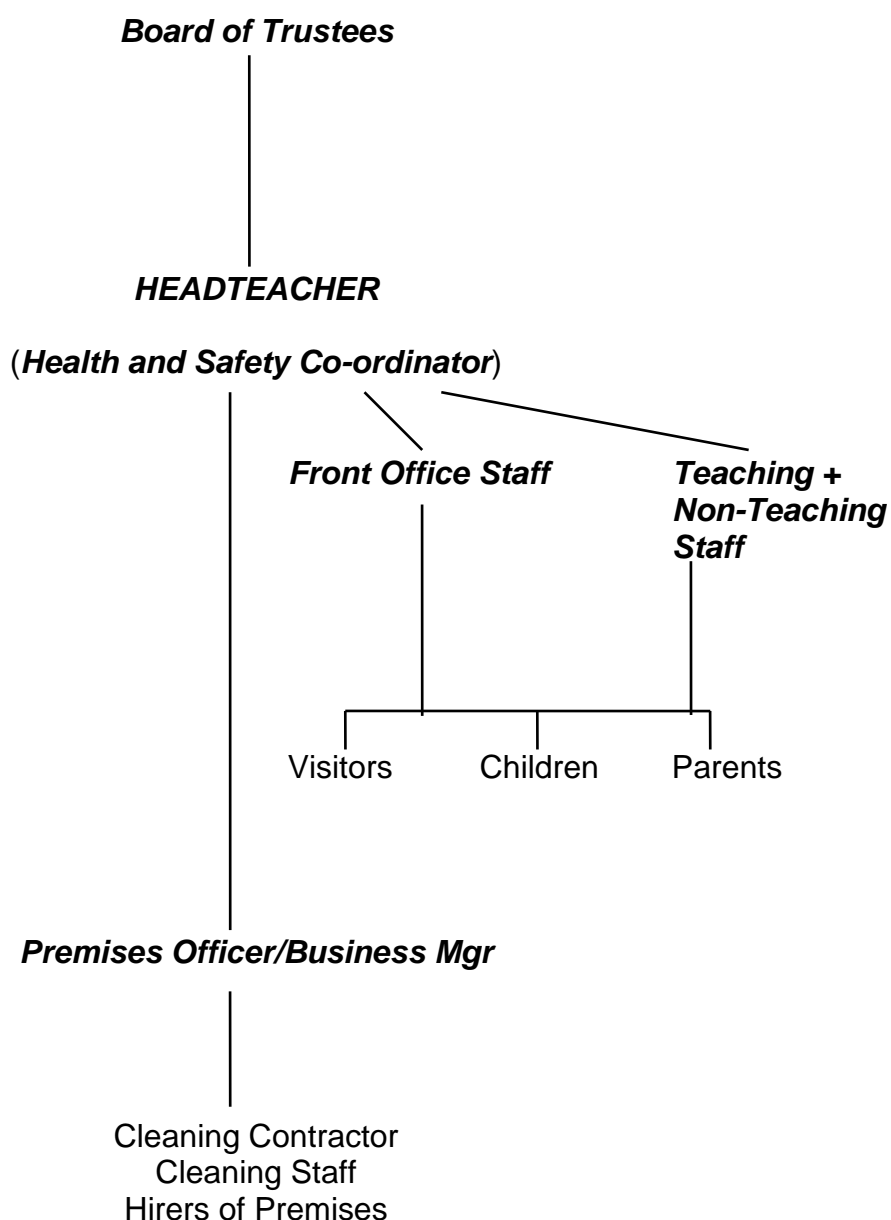 Board of Trustees
HEADTEACHER
(Health and Safety Co-ordinator)
Front Office Staff
Teaching +
Non-Teaching
Staff
Visitors
Children
Parents
Premises Officer/Business Mgr
Cleaning Contractor
Cleaning Staff
Hirers of Premises